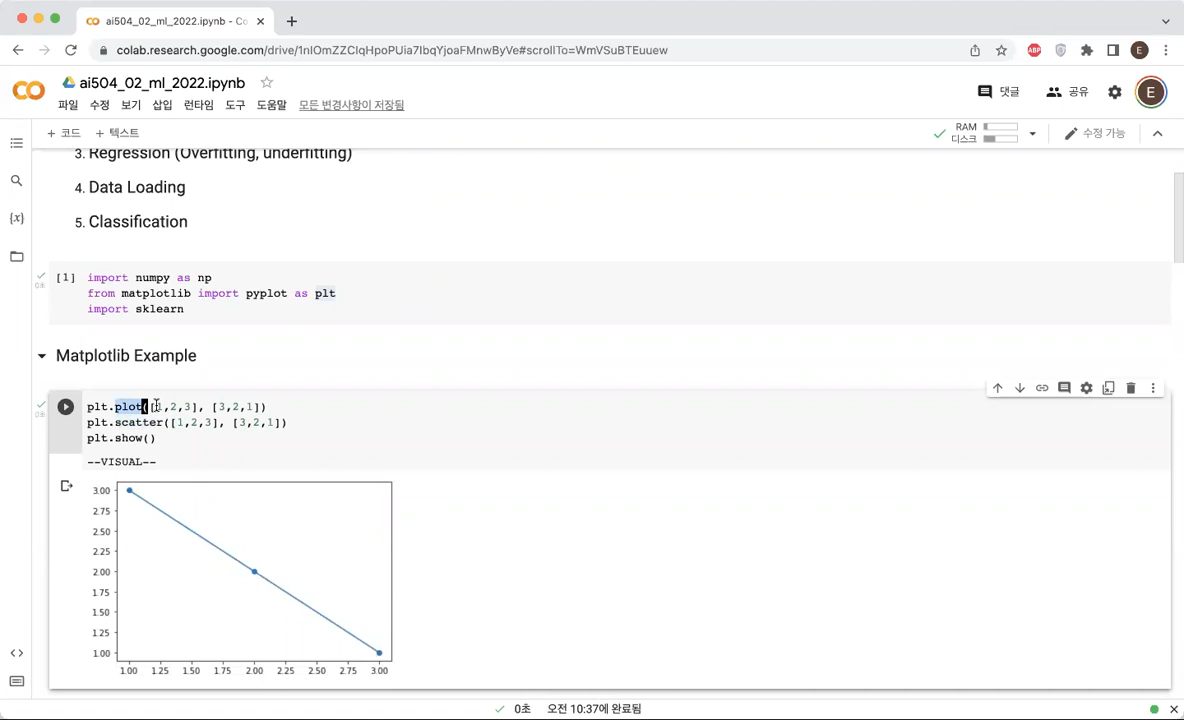 ai504_02_ml_2022.ipynb - Co
colab.research.google.com/drive/1nIOmZZCIqHpoPUia7IbqYjoaFMnwByVe#scrollTo=WmVSuBTEuuew
ABP
E
ai504_02_ml_2022.ipynb
파일 수정 보기 삽입 런타임 도구 도움말 모든 변경사항이 저장됨
댓글
공유
E
+ 코드 + 텍스트
RAM
디스크
수정 가능
3. Regression (Overfitting, underfitting)
4. Data Loading
5. Classification
[1] import numpy as np
from matplotlib import pyplot as plt
import sklearn
0초
Matplotlib Example
plt.plot([1,2,3], [3,2,1])
plt.scatter([1,2,3], [3,2,1])
plt.show()
0초
--VISUAL--
3.00
2.75
2.50
2.25
2.00
1.75
1.50
1.25
1.00
1.00 1.25 1.50 1.75 2.00 2.25 2.50 2.75 3.00
0초 오전 10:37에 완료됨